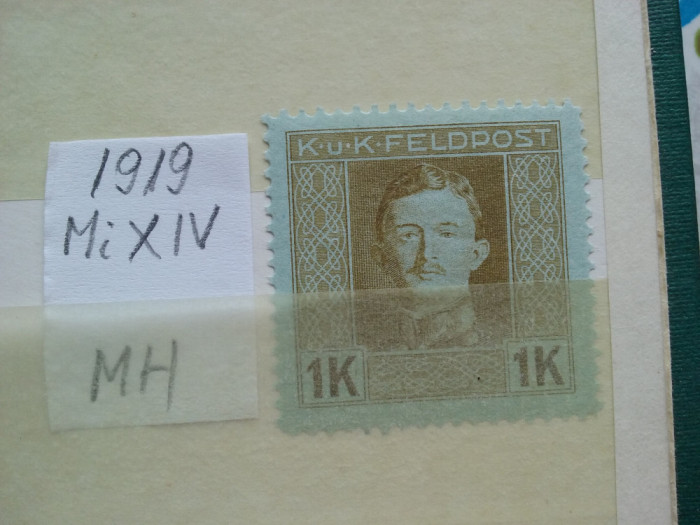 1919
Mi XIV
MH
K·u·K·FELDPOST
1K 1K